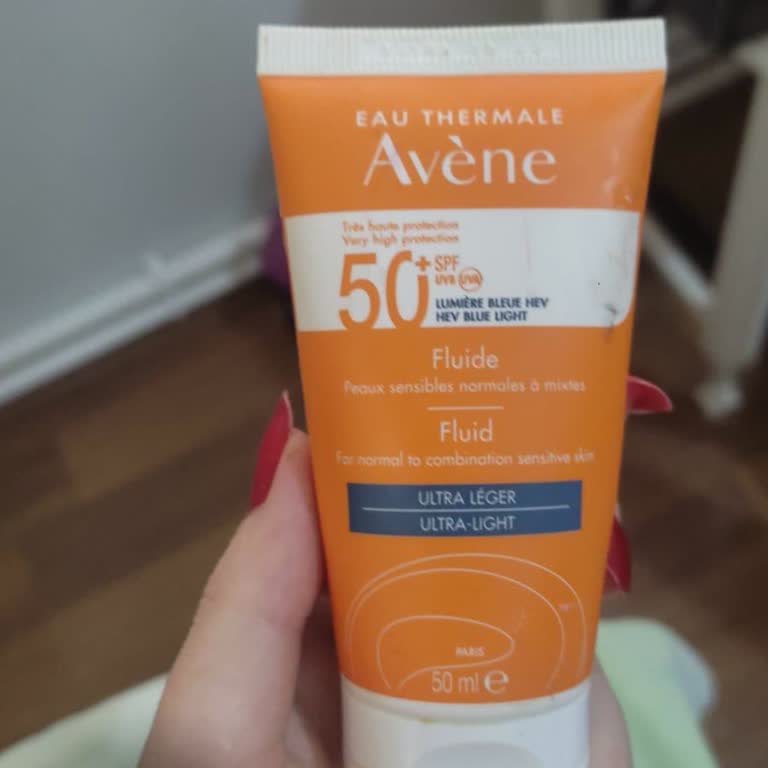 EAU THERMALE
Avène
Très haute protection
Very high protection
50+ SPF
UVB UVA
LUMIÈRE BLEUE HEV
HEV BLUE LIGHT
Fluide
Peaux sensibles normales à mixtes
Fluid
For normal to combination sensitive skin
ULTRA LÉGER
ULTRA-LIGHT
PARIS
50 ml e